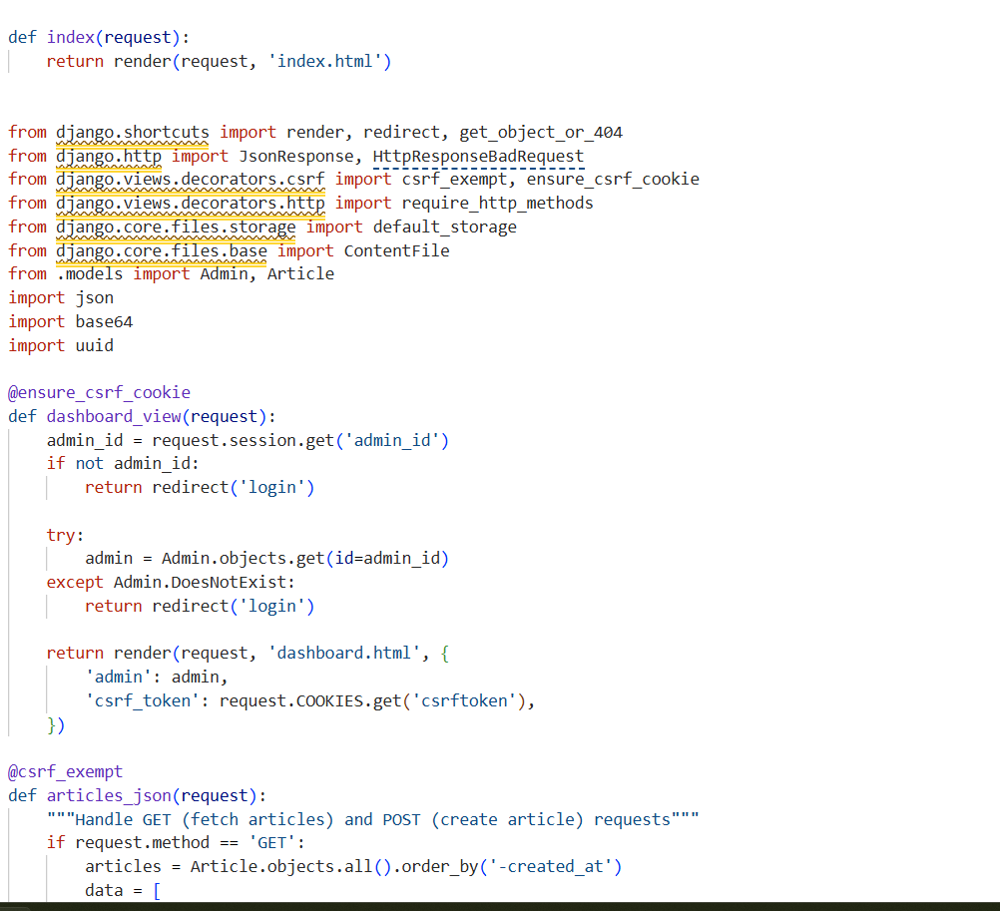 def index(request):
    return render(request, 'index.html')
from django.shortcuts import render, redirect, get_object_or_404
from django.http import JsonResponse, HttpResponseBadRequest
from django.views.decorators.csrf import csrf_exempt, ensure_csrf_cookie
from django.views.decorators.http import require_http_methods
from django.core.files.storage import default_storage
from django.core.files.base import ContentFile
from .models import Admin, Article
import json
import base64
import uuid
@ensure_csrf_cookie
def dashboard_view(request):
    admin_id = request.session.get('admin_id')
    if not admin_id:
        return redirect('login')
    try:
        admin = Admin.objects.get(id=admin_id)
    except Admin.DoesNotExist:
        return redirect('login')
    return render(request, 'dashboard.html', {
        'admin': admin,
        'csrf_token': request.COOKIES.get('csrftoken'),
    })
@csrf_exempt
def articles_json(request):
    """Handle GET (fetch articles) and POST (create article) requests"""
    if request.method == 'GET':
        articles = Article.objects.all().order_by('-created_at')
        data = [